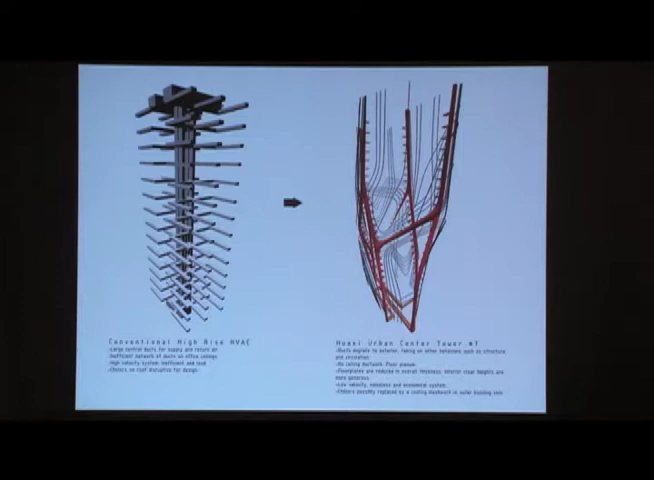 Conventional High Rise HVAC
-Large central ducts for supply and return air
-Inefficient network of ducts on office ceilings
-High velocity system: inefficient and loud
-Chillers on roof disruptive for design
Huaxi Urban Center Tower #7
-Ducts migrate to exterior, taking on other behaviors such as structure
and circulation.
-No ceiling ductwork. Floor plenum.
-Floorplates are reduced in overall thickness, interior clear heights are
more generous.
-Low velocity, noiseless and economical system.
-Chillers possibly replaced by a cooling meshwork in outer building skin.